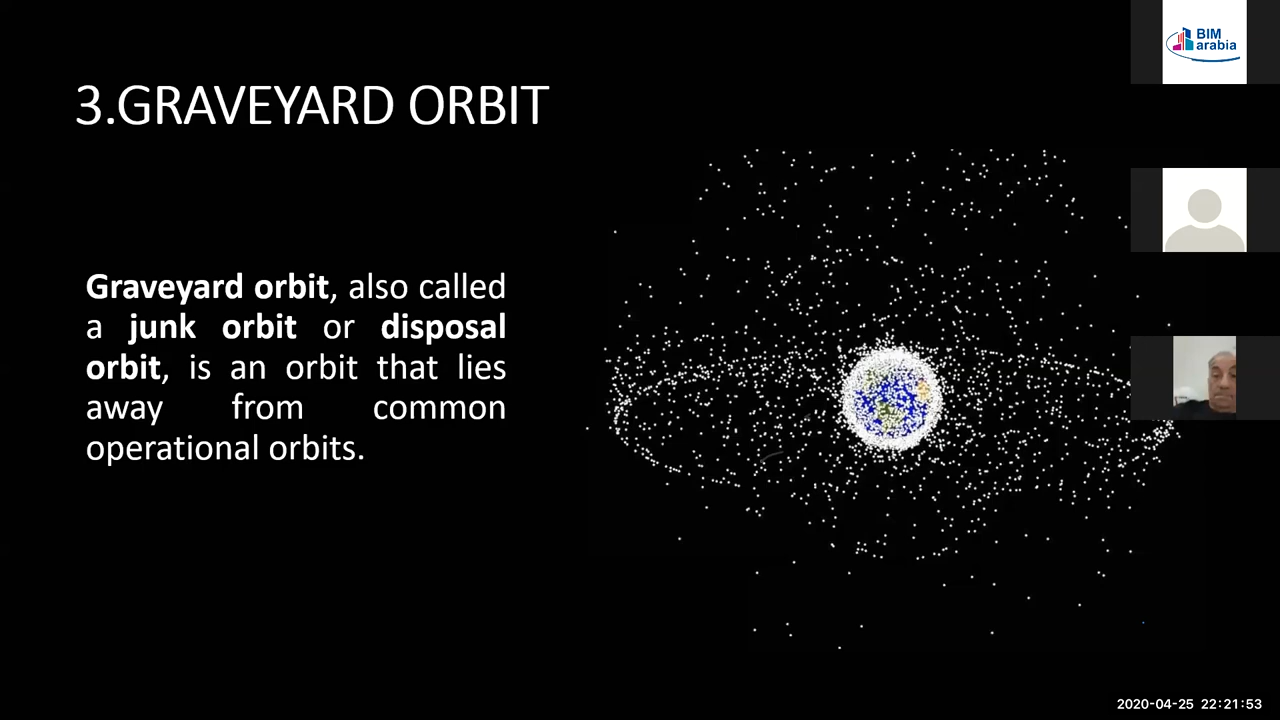 3.GRAVEYARD ORBIT
Graveyard orbit, also called
a junk orbit or disposal
orbit, is an orbit that lies
away from common
operational orbits.
BIM
arabia
2020-04-25 22:21:53